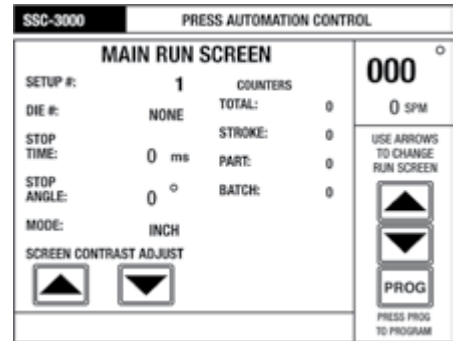 SSC-3000 PRESS AUTOMATION CONTROL
MAIN RUN SCREEN
SETUP #: 1
DIE #: NONE
STOP
TIME: 0 ms
STOP
ANGLE: 0 °
MODE: INCH
SCREEN CONTRAST ADJUST
COUNTERS
TOTAL: 0
STROKE: 0
PART: 0
BATCH: 0
000 °
0 SPM
USE ARROWS
TO CHANGE
RUN SCREEN
PROG
PRESS PROG
TO PROGRAM